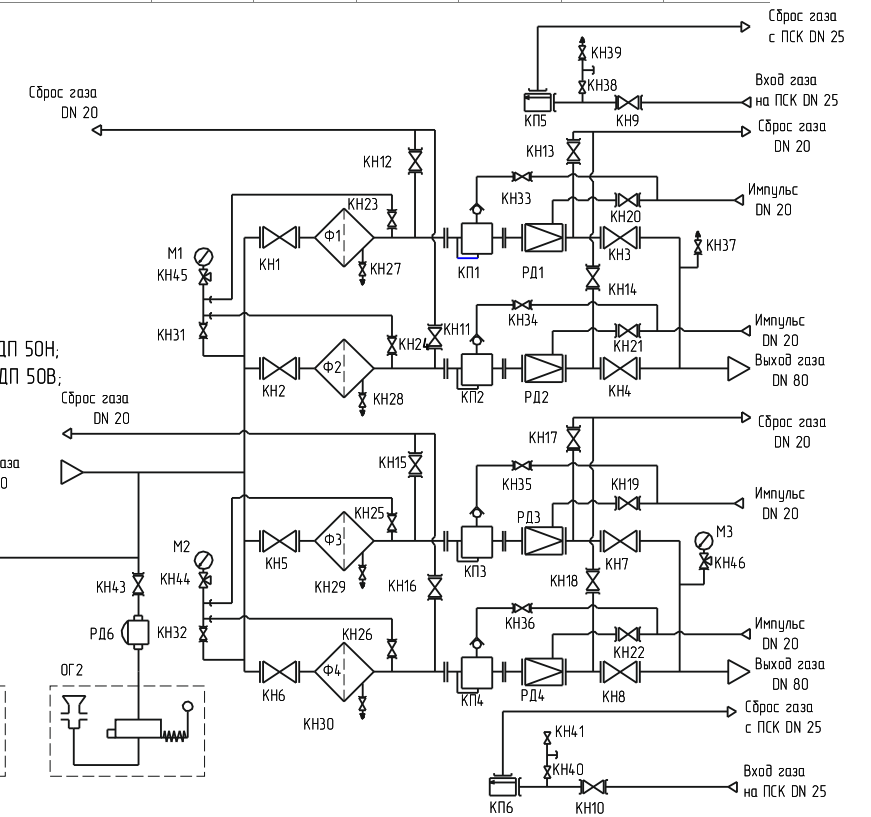 Сброс газа
с ПСК DN 25
КН39
КН38
Вход газа
на ПСК DN 25
КП5
КН9
Сброс газа
DN 20
Сброс газа
DN 20
КН12
КН13
КН33
Импульс
DN 20
КН20
КН23
Ф1
М1
КН45
КН1
КН27
КП1
РД1
КН3
КН37
КН14
КН31
КН34
КН11
КН24
КН21
Импульс
DN 20
ДП 50Н;
ДП 50В;
Ф2
КН2
КН28
КП2
РД2
КН4
Выход газа
DN 80
Сброс газа
DN 20
Сброс газа
DN 20
КН17
КН15
КН35
КН19
аза
0
Импульс
DN 20
КН25
РД3
М2
КН44
Ф3
КН5
КН29
КП3
КН7
М3
КН46
КН43
КН16
КН18
РД6
КН32
КН26
КН36
КН22
Импульс
DN 20
ОГ2
Ф4
КН6
КН30
КП4
РД4
КН8
Выход газа
DN 80
Сброс газа
с ПСК DN 25
КН41
КН40
КП6
КН10
Вход газа
на ПСК DN 25